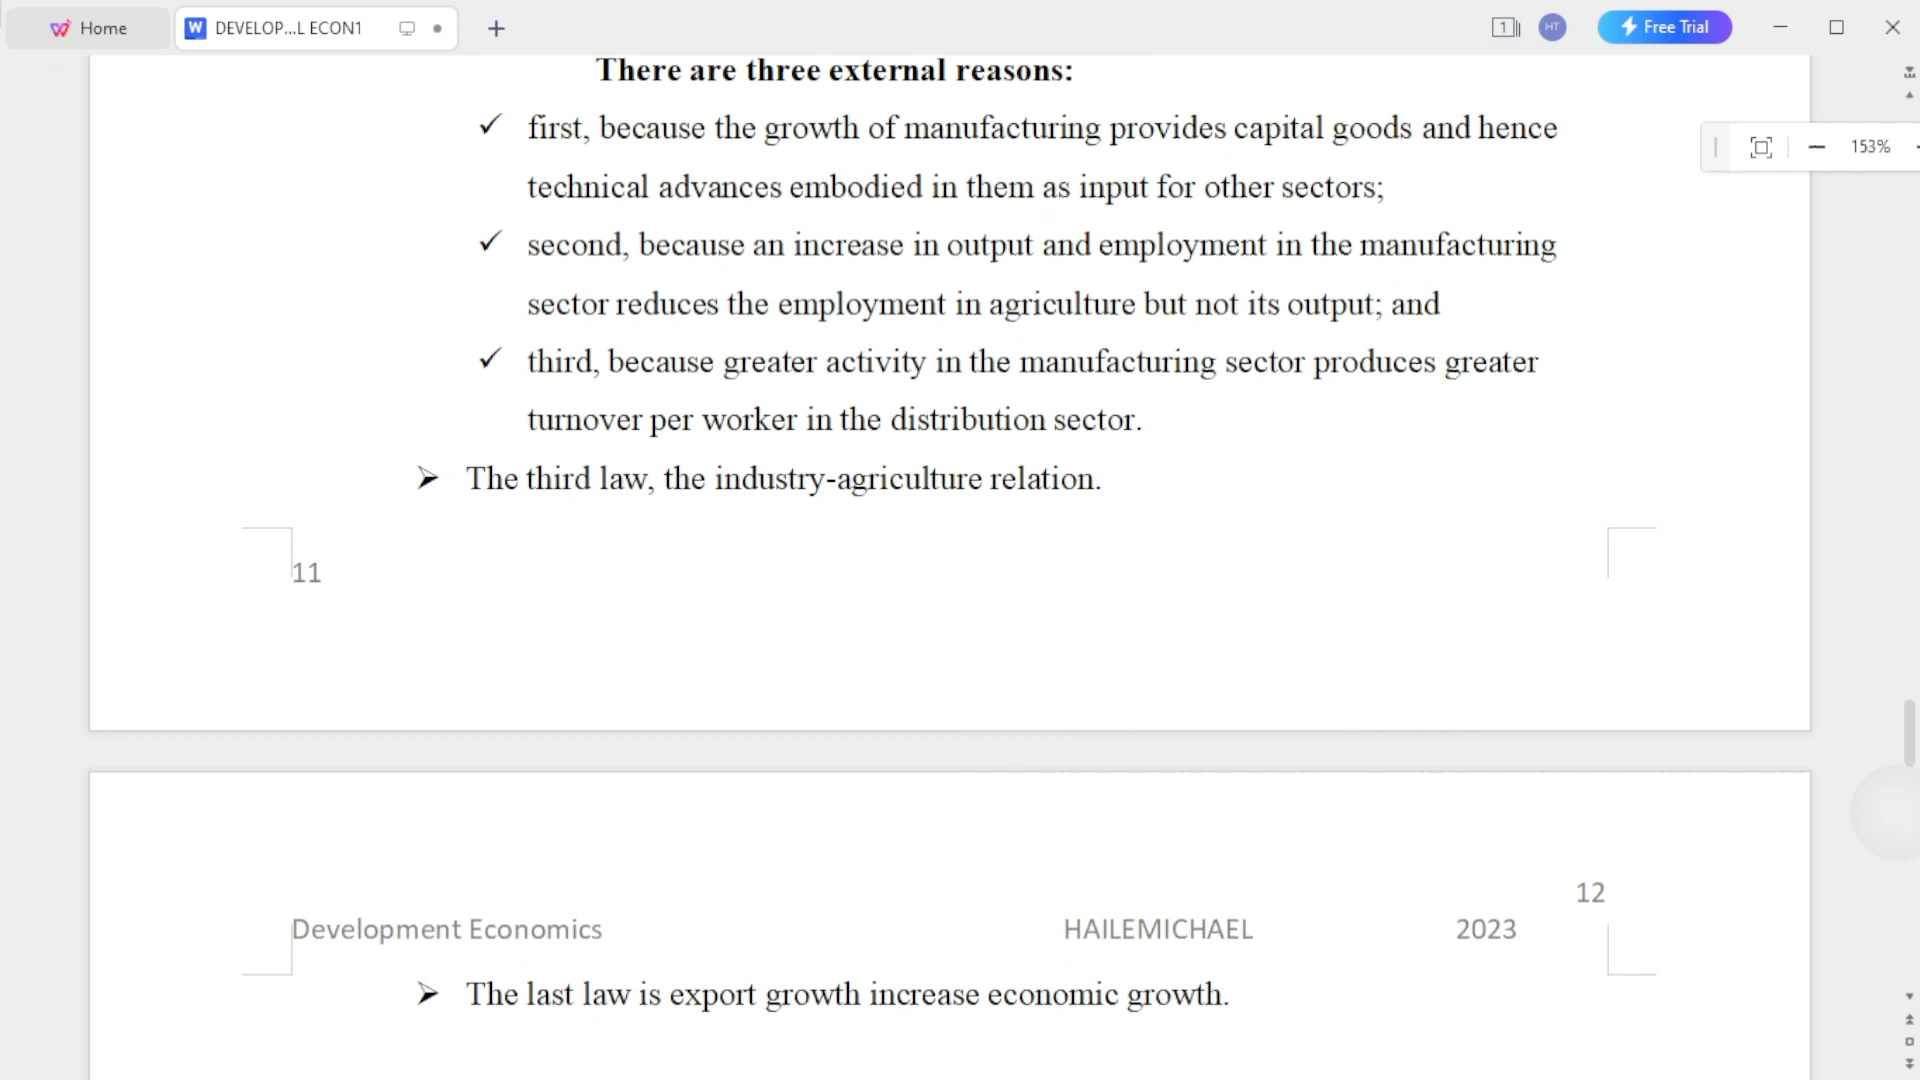 Home
DEVELOP...L ECON1
1
HT
Free Trial
There are three external reasons:
153%
first, because the growth of manufacturing provides capital goods and hence
technical advances embodied in them as input for other sectors;
second, because an increase in output and employment in the manufacturing
sector reduces the employment in agriculture but not its output; and
third, because greater activity in the manufacturing sector produces greater
turnover per worker in the distribution sector.
The third law, the industry-agriculture relation.
11
12
Development Economics HAILEMICHAEL 2023
The last law is export growth increase economic growth.